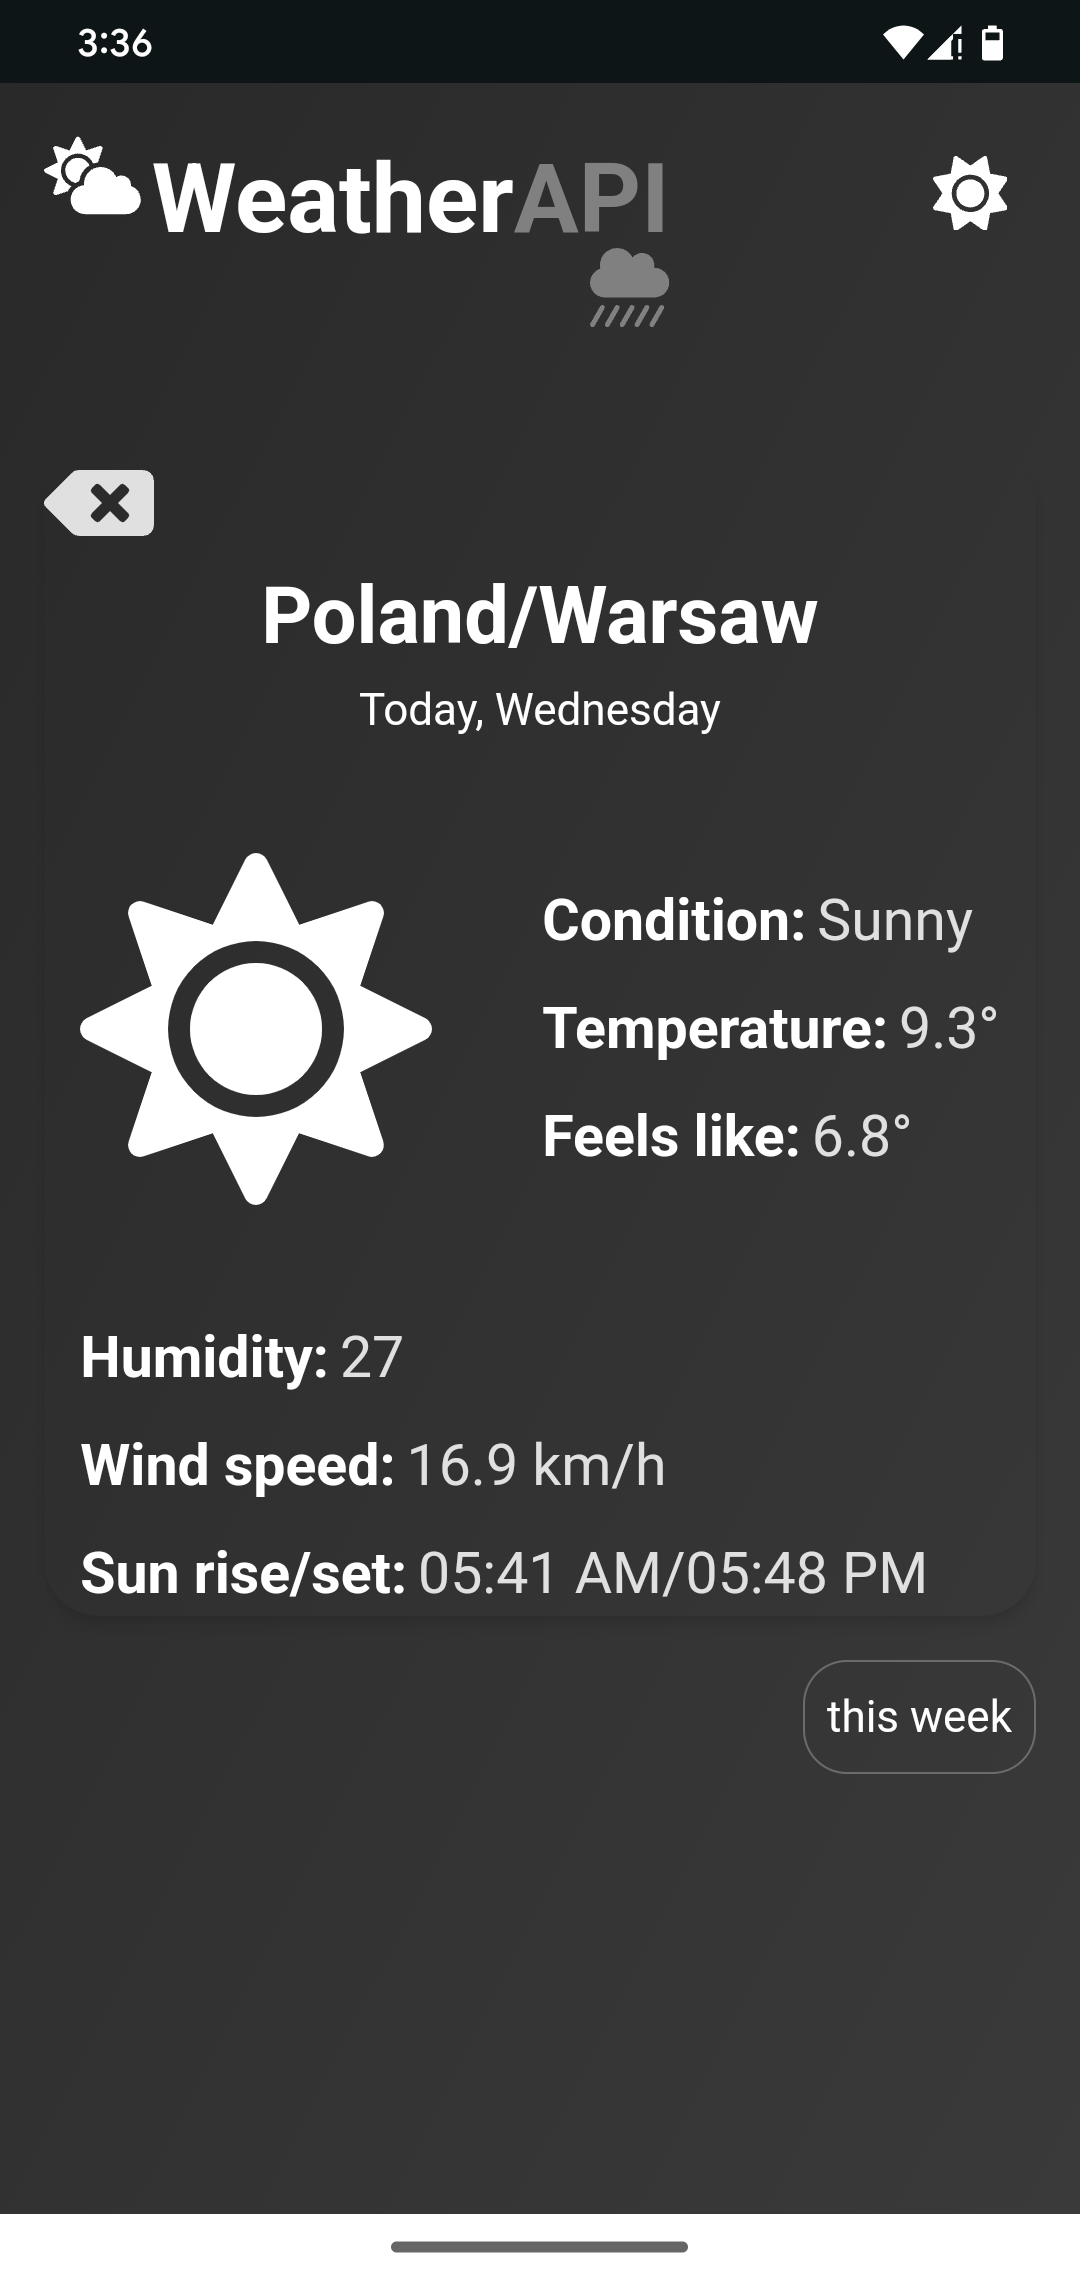 3:36
WeatherAPI
Poland/Warsaw
Today, Wednesday
Condition: Sunny
Temperature: 9.3°
Feels like: 6.8°
Humidity: 27
Wind speed: 16.9 km/h
Sun rise/set: 05:41 AM/05:48 PM
this week